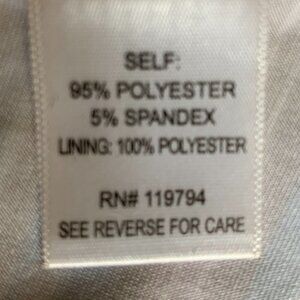 SELF:
95% POLYESTER
5% SPANDEX
LINING: 100% POLYESTER
RN# 119794
SEE REVERSE FOR CARE